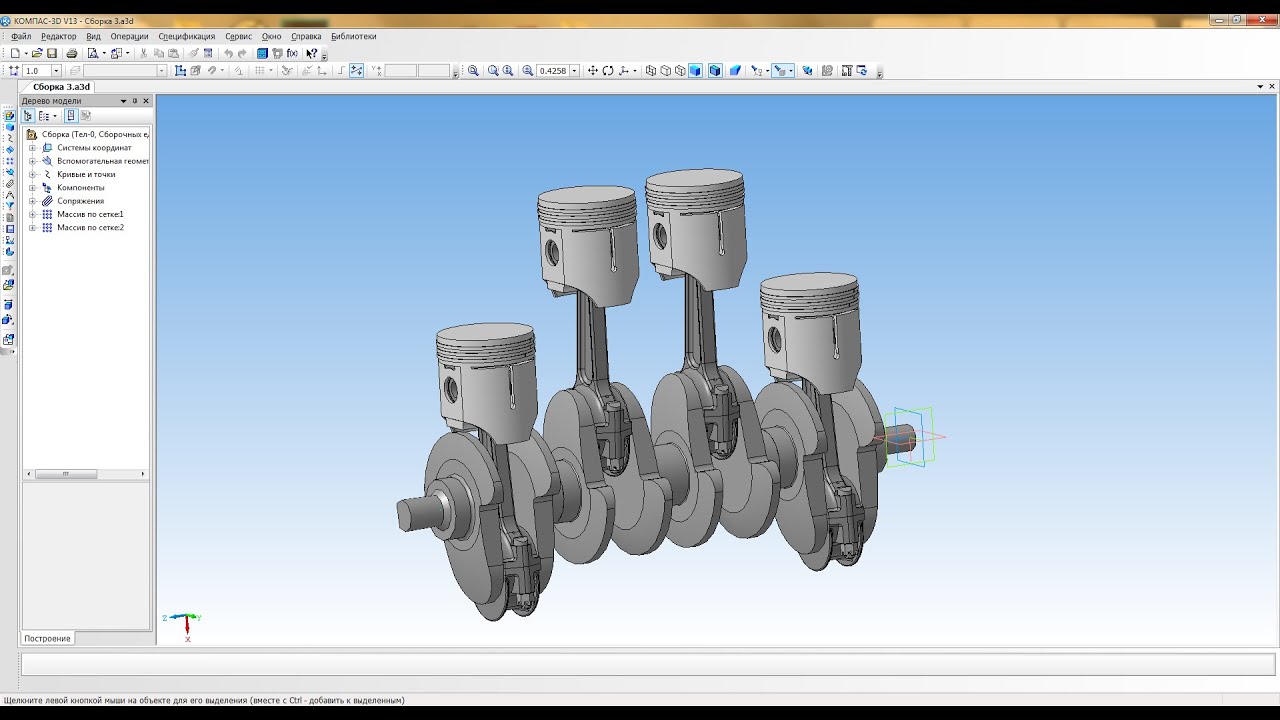 КОМПАС-3D V13 - Сборка 3.a3d
Файл Редактор Вид Операции Спецификация Сервис Окно Справка Библиотеки
f(x)
1.0 0.4258
Сборка 3.a3d
Дерево модели
Сборка (Тел-0, Сборочных е
Системы координат
Вспомогательная геомет
Кривые и точки
Компоненты
Сопряжения
Массив по сетке:1
Массив по сетке:2
Z Y
X
Построение
Щелкните левой кнопкой мыши на объекте для его выделения (вместе с Ctrl - добавить к выделенным)